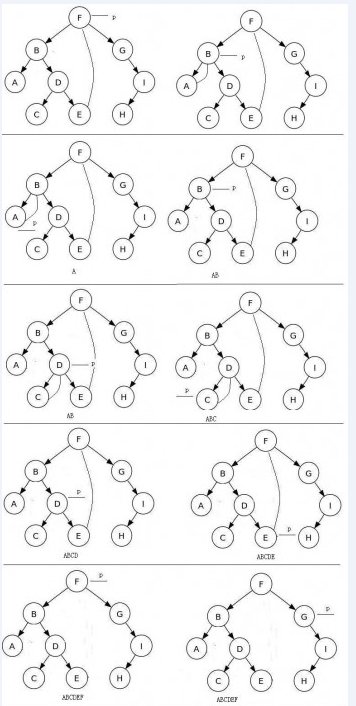 F P F
B G B P G
A D I A D I
C E H C E H
F F
B G B P G
A P D I A D I
C E H C E H
A AB
F F
B G B G
A D P I A D I
C E H P C E H
AB ABC
F F
B G B G
A D P I A D I
C E H C E P H
ABCD ABCDE
F P F
B G B G P
A D I A D I
C E H C E H
ABCDEF ABCDEF